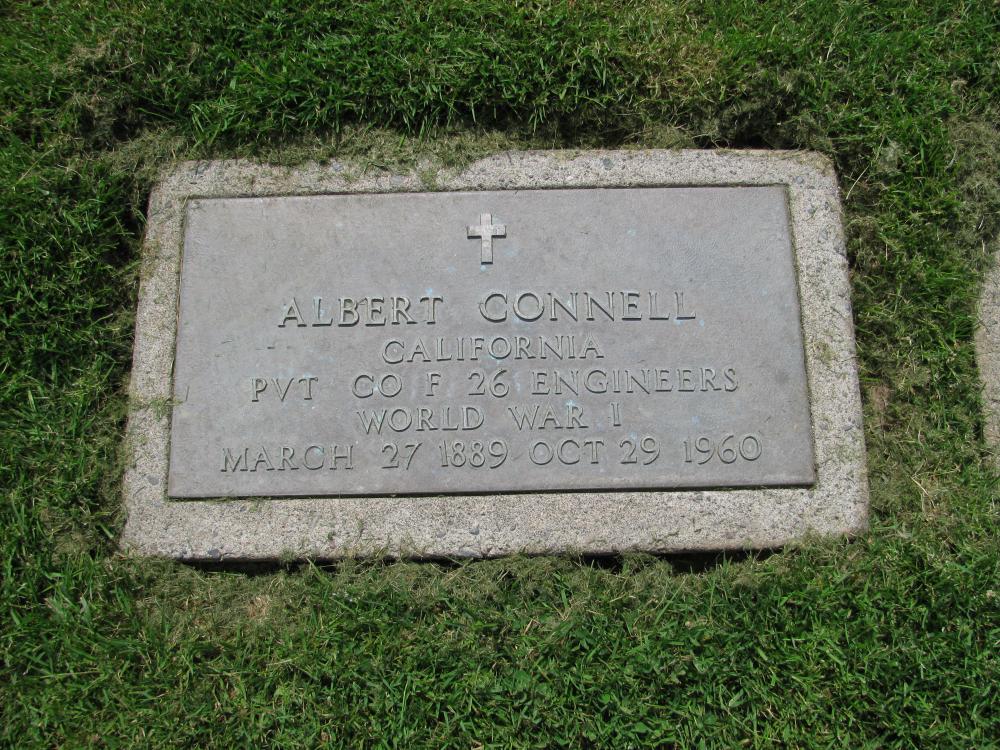 ALBERT CONNELL
CALIFORNIA
PVT CO F 26 ENGINEERS
WORLD WAR I
MARCH 27 1889 OCT 29 1960